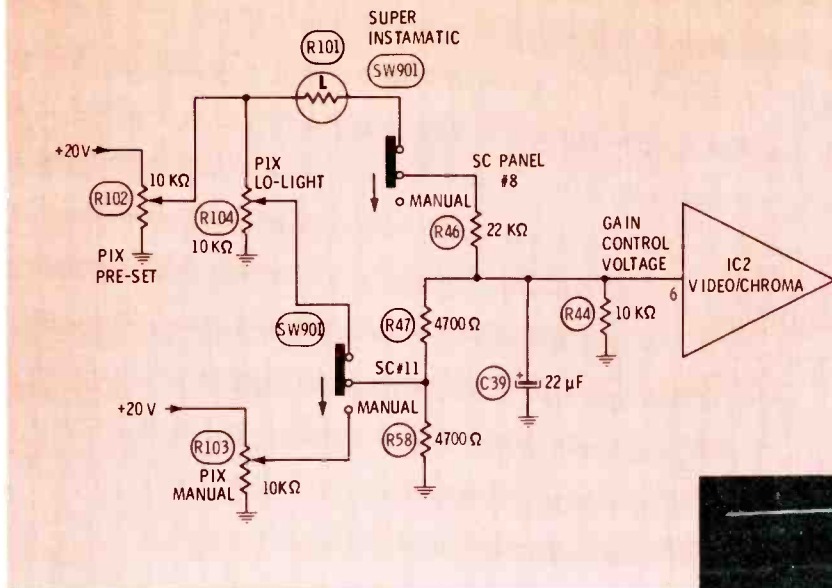 SUPER
INSTAMATIC
R101
L
SW901
+20V
10 KΩ
R102
PIX
PRE-SET
PIX
LO-LIGHT
R104
10 KΩ
SC PANEL
#8
MANUAL
R46
22 KΩ
GAIN
CONTROL
VOLTAGE
IC2
VIDEO/CHROMA
6
R44
10 KΩ
R47
4700 Ω
SW901
SC#11
C39
+
22 µF
MANUAL
+20 V
R103
PIX
MANUAL
10KΩ
R58
4700 Ω